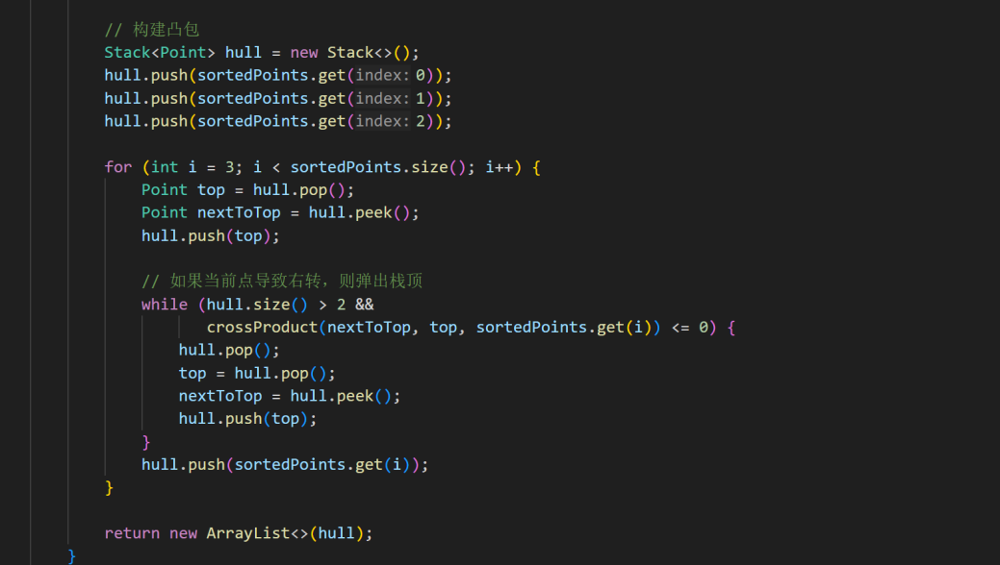 // 构建凸包
Stack<Point> hull = new Stack<>();
hull.push(sortedPoints.get(index: 0));
hull.push(sortedPoints.get(index: 1));
hull.push(sortedPoints.get(index: 2));
for (int i = 3; i < sortedPoints.size(); i++) {
Point top = hull.pop();
Point nextToTop = hull.peek();
hull.push(top);
// 如果当前点导致右转，则弹出栈顶
while (hull.size() > 2 &&
crossProduct(nextToTop, top, sortedPoints.get(i)) <= 0) {
hull.pop();
top = hull.pop();
nextToTop = hull.peek();
hull.push(top);
}
hull.push(sortedPoints.get(i));
}
return new ArrayList<>(hull);
}